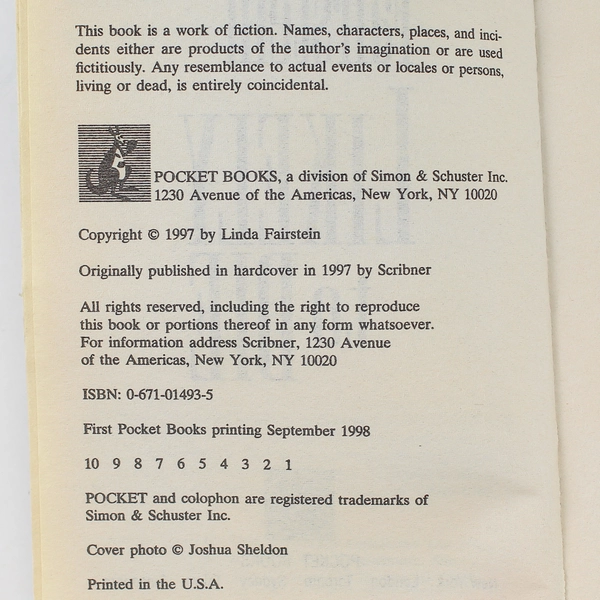 This book is a work of fiction. Names, characters, places, and inci-
dents either are products of the author's imagination or are used
fictitiously. Any resemblance to actual events or locales or persons,
living or dead, is entirely coincidental.
POCKET BOOKS, a division of Simon & Schuster Inc.
1230 Avenue of the Americas, New York, NY 10020
Copyright © 1997 by Linda Fairstein
Originally published in hardcover in 1997 by Scribner
All rights reserved, including the right to reproduce
this book or portions thereof in any form whatsoever.
For information address Scribner, 1230 Avenue
of the Americas, New York, NY 10020
ISBN: 0-671-01493-5
First Pocket Books printing September 1998
10 9 8 7 6 5 4 3 2 1
POCKET and colophon are registered trademarks of
Simon & Schuster Inc.
Cover photo © Joshua Sheldon
Printed in the U.S.A.